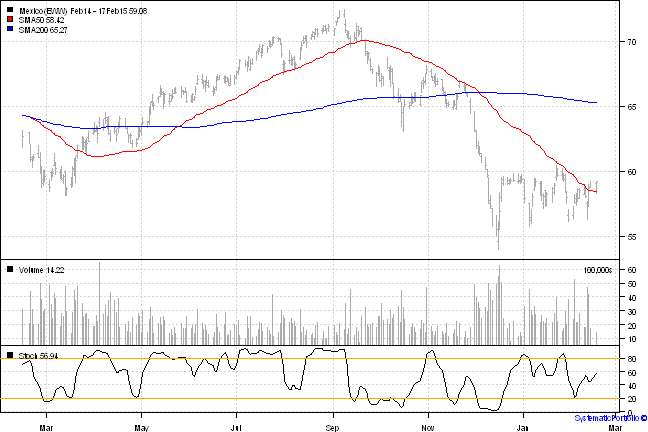 Mexico(EWW) Feb14 - 17Feb15 59.08
SMA50 58.42
SMA200 65.27
70
65
60
55
Volume 14.22
100,000s
60
50
40
30
20
10
Stoch 56.94
80
60
40
20
0
Mar May Jul Sep Nov Jan Mar
SystematicPortfolio ©